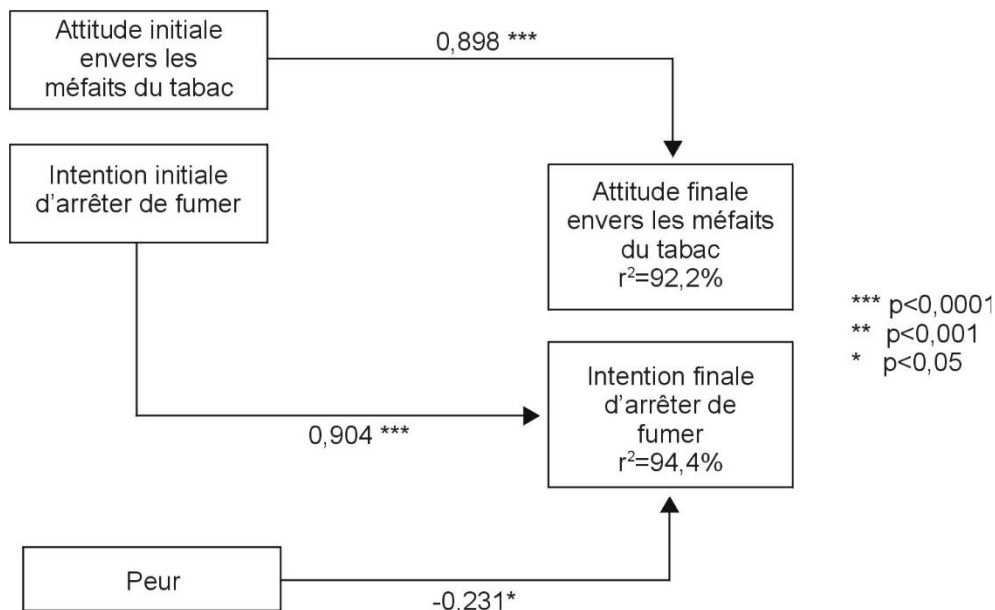 Attitude initiale
envers les
méfaits du tabac
0,898 ***
Intention initiale
d'arrêter de fumer
Attitude finale
envers les méfaits
du tabac
r²=92,2%
*** p<0,0001
** p<0,001
* p<0,05
Intention finale
d'arrêter de
fumer
r²=94,4%
0,904 ***
Peur
-0,231*